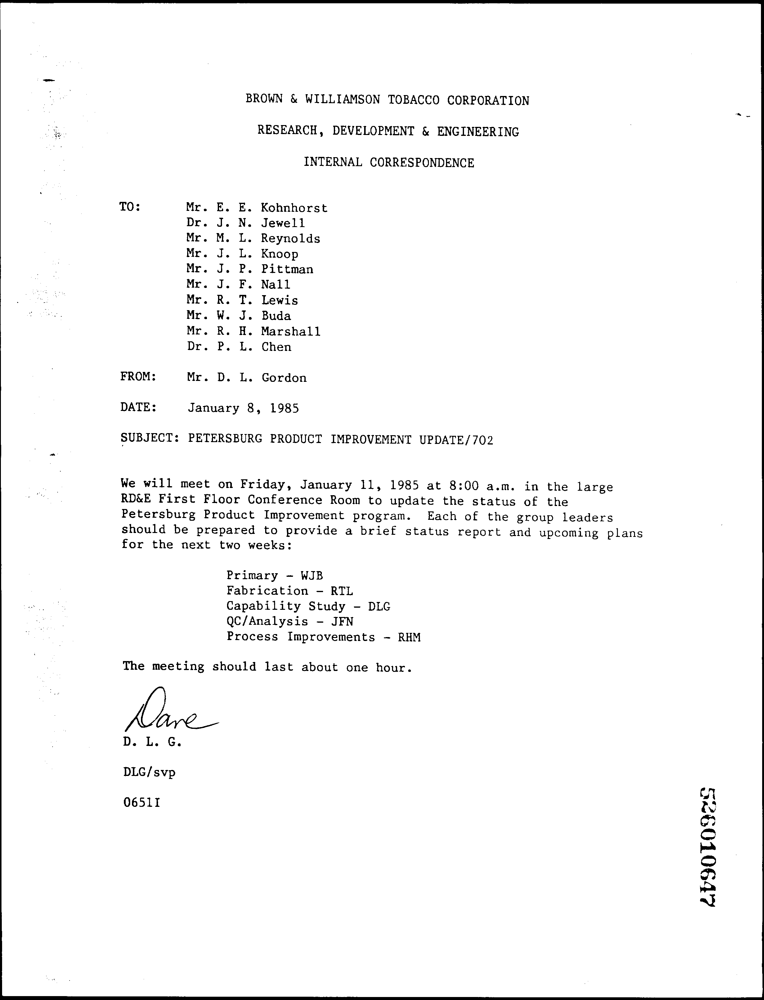 BROWN & WILLIAMSON TOBACCO CORPORATION
RESEARCH, DEVELOPMENT & ENGINEERING
INTERNAL CORRESPONDENCE
TO: Mr. E. E. Kohnhorst
Dr. J. N. Jewell
Mr. M. L. Reynolds
Mr. J. L. Knoop
Mr. J. P. Pittman
Mr. J. F. Nall
Mr. R. T. Lewis
Mr. W. J. Buda
Mr. R. H. Marshall
Dr. P. L. Chen
FROM: Mr. D. L. Gordon
DATE: January 8, 1985
SUBJECT: PETERSBURG PRODUCT IMPROVEMENT UPDATE/702
We will meet on Friday, January 11, 1985 at 8:00 a.m. in the large
RD&E First Floor Conference Room to update the status of the
Petersburg Product Improvement program. Each of the group leaders
should be prepared to provide a brief status report and upcoming plans
for the next two weeks:
Primary - WJB
Fabrication - RTL
Capability Study - DLG
QC/Analysis - JFN
Process Improvements - RHM
The meeting should last about one hour.
Dave
D. L. G.
DLG/svp
0651I
526010647